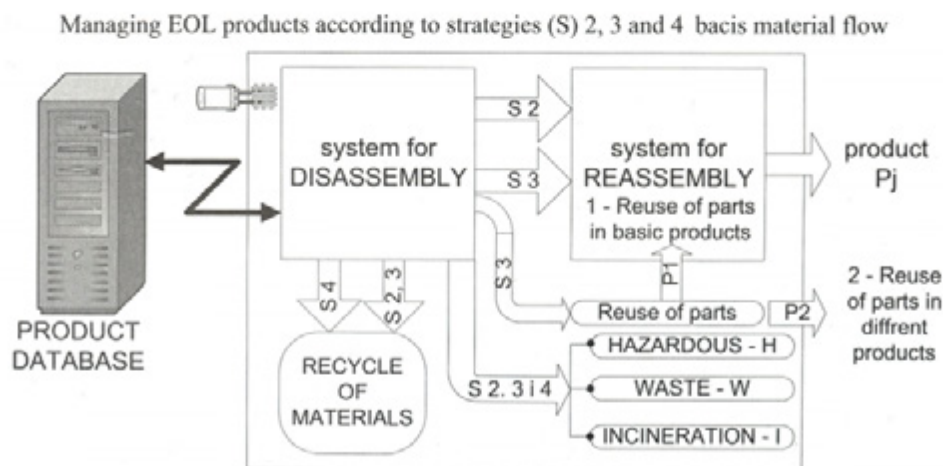 Managing EOL products according to strategies (S) 2, 3 and 4 bacis material flow
PRODUCT
DATABASE
system for
DISASSEMBLY
S 2
S 3
system for
REASSEMBLY
1 - Reuse of parts
in basic products
product
Pj
S 4
S 2, 3
S 3
P1
Reuse of parts
P2
2 - Reuse
of parts in
diffrent
products
RECYCLE
OF
MATERIALS
S 2. 3 i 4
HAZARDOUS - H
WASTE - W
INCINERATION - I